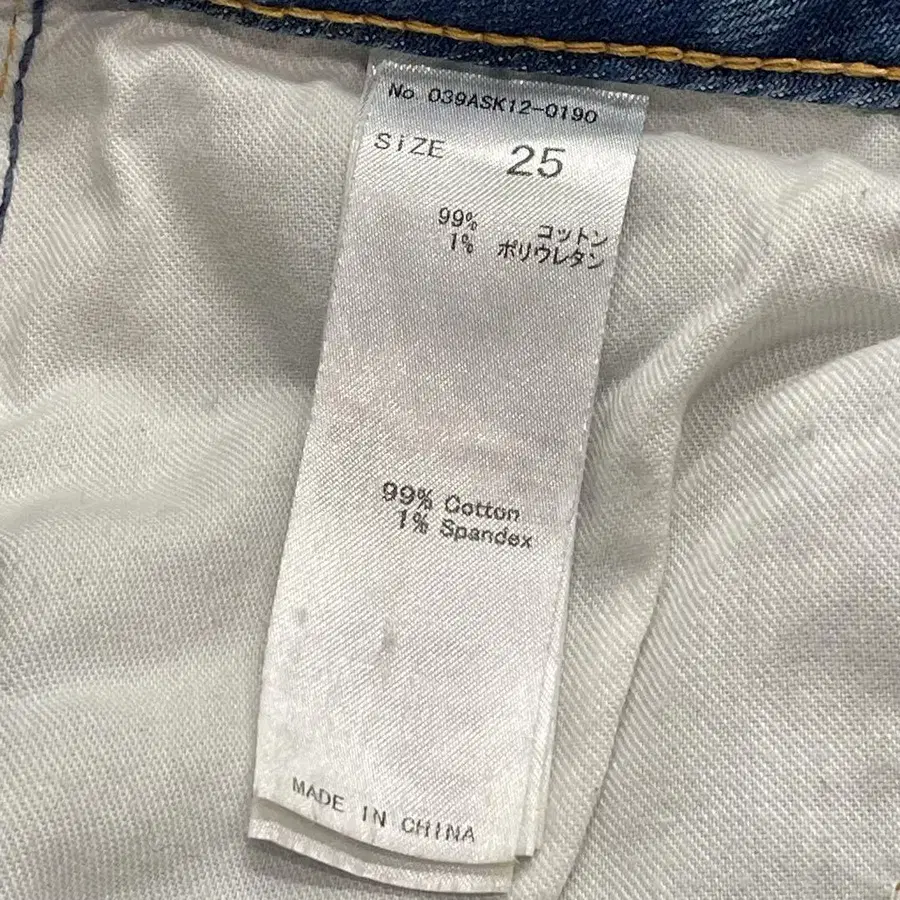 No 039ASK12-0190
SiZE 25
99% コットン
1% ポリウレタン
99% Cotton
1% Spandex
MADE IN CHINA